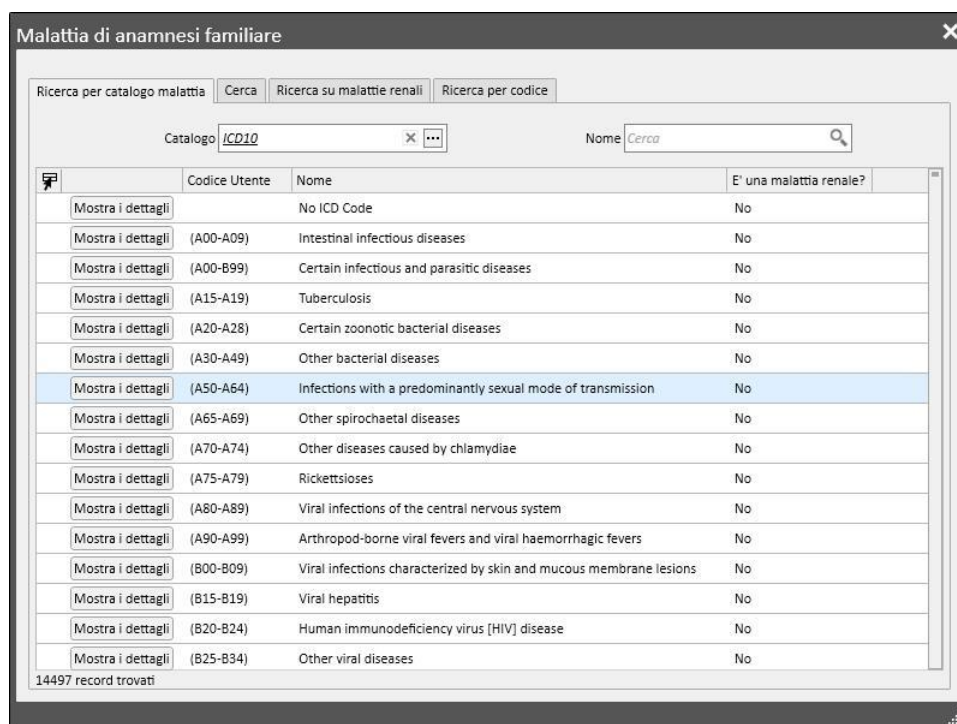 Malattia di anamnesi familiare
Ricerca per catalogo malattia Cerca Ricerca su malattie renali Ricerca per codice
Catalogo ICD10 Nome Cerca
Codice Utente Nome E' una malattia renale?
Mostra i dettagli No ICD Code No
Mostra i dettagli (A00-A09) Intestinal infectious diseases No
Mostra i dettagli (A00-B99) Certain infectious and parasitic diseases No
Mostra i dettagli (A15-A19) Tuberculosis No
Mostra i dettagli (A20-A28) Certain zoonotic bacterial diseases No
Mostra i dettagli (A30-A49) Other bacterial diseases No
Mostra i dettagli (A50-A64) Infections with a predominantly sexual mode of transmission No
Mostra i dettagli (A65-A69) Other spirochaetal diseases No
Mostra i dettagli (A70-A74) Other diseases caused by chlamydiae No
Mostra i dettagli (A75-A79) Rickettsioses No
Mostra i dettagli (A80-A89) Viral infections of the central nervous system No
Mostra i dettagli (A90-A99) Arthropod-borne viral fevers and viral haemorrhagic fevers No
Mostra i dettagli (B00-B09) Viral infections characterized by skin and mucous membrane lesions No
Mostra i dettagli (B15-B19) Viral hepatitis No
Mostra i dettagli (B20-B24) Human immunodeficiency virus [HIV] disease No
Mostra i dettagli (B25-B34) Other viral diseases No
14497 record trovati